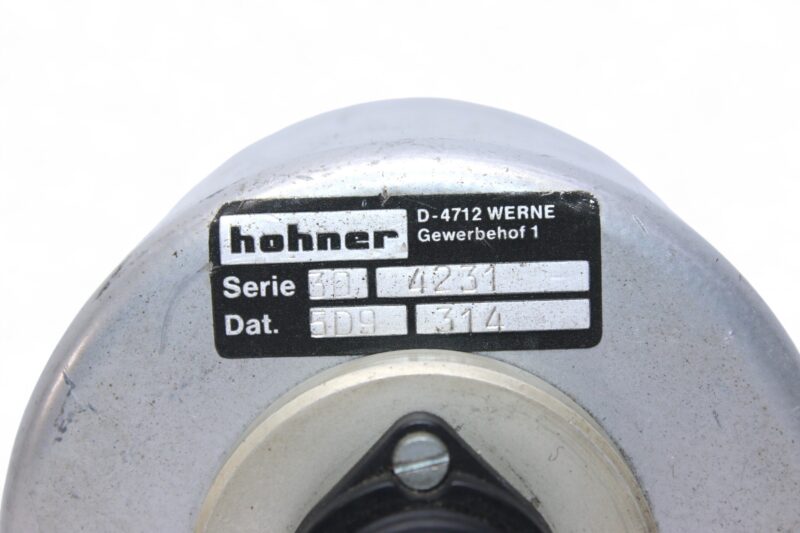 hohner
D-4712 WERNE
Gewerbehof 1
Serie 4231 -
Dat. 314